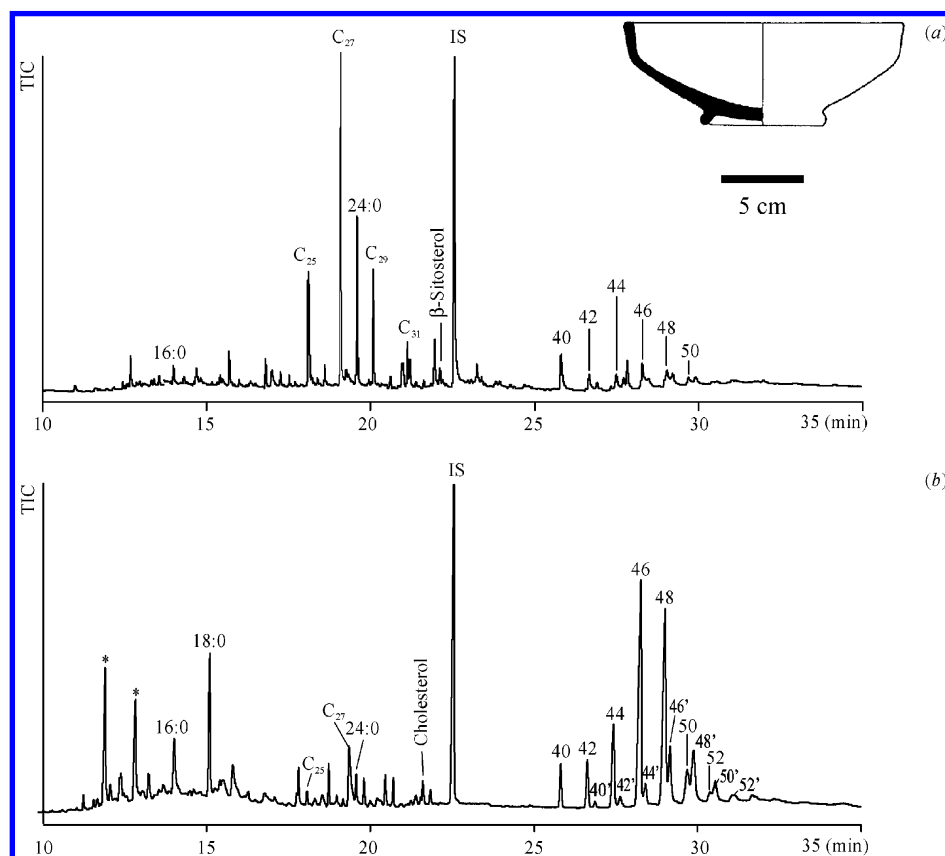 (a)
TIC
C₂₇
IS
24:0
C₂₅
C₂₉
β-Sitosterol
C₃₁
16:0
5 cm
44
42
46
40
48
50
10 15 20 25 30 35 (min)
(b)
TIC
IS
46
48
18:0
*
*
16:0
C₂₇
24:0
Cholesterol
C₂₅
44
46’
40
42
50
48’
52
40’
42’
44’
50’
52’
10 15 20 25 30 35 (min)